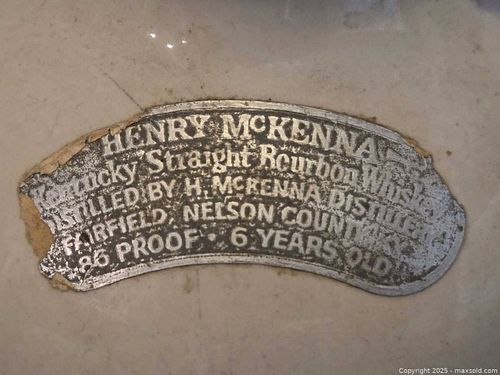 HENRY McKENNA
Kentucky Straight Bourbon Whiskey
DISTILLED BY H. McKENNA DISTILLERY
FAIRFIELD, NELSON COUNTY, KY.
86 PROOF · 6 YEARS OLD
Copyright 2025 - maxsold.com